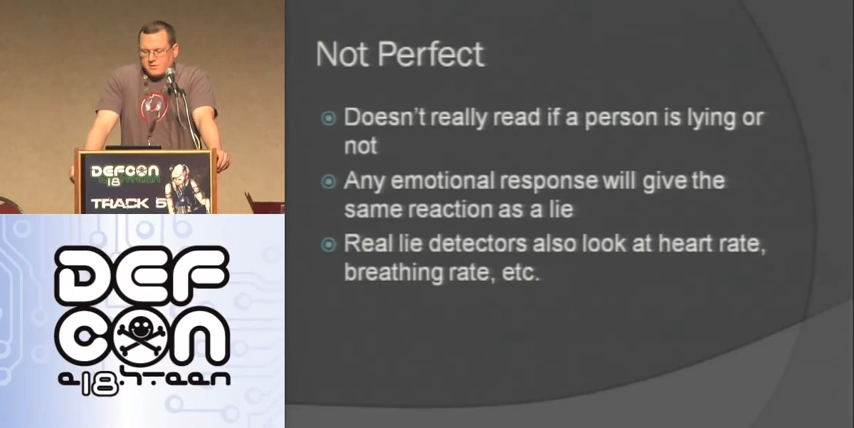 Not Perfect
Doesn't really read if a person is lying or
not
Any emotional response will give the
same reaction as a lie
Real lie detectors also look at heart rate,
breathing rate, etc.
DEFCON
18
TRACK 5
DEF
CON